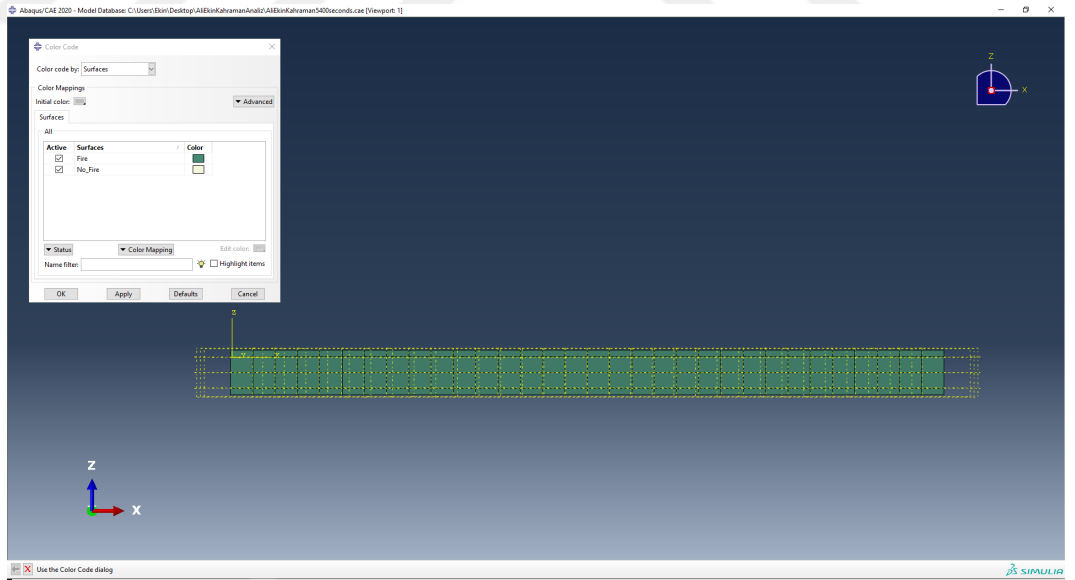 Abaqus/CAE 2020 - Model Database: C:\Users\Ekin\Desktop\AliEkinKahramanAnaliz\AliEkinKahraman5400seconds.cae [Viewport: 1]
Color Code
Color code by: Surfaces
Color Mappings
Initial color:
Advanced
Surfaces
All
Active Surfaces / Color
Fire
No_Fire
Status Color Mapping Edit color:
Name filter: Highlight items
OK Apply Defaults Cancel
Z
X
Z
X
Use the Color Code dialog
SIMULIA